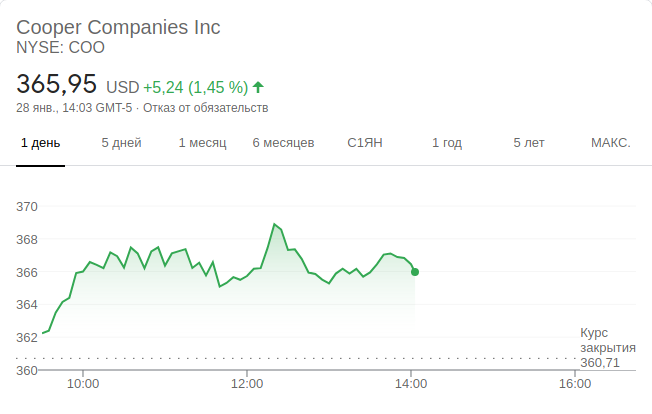 Cooper Companies Inc
NYSE: COO
365,95 USD +5,24 (1,45 %)
28 янв., 14:03 GMT-5 · Отказ от обязательств
1 день 5 дней 1 месяц 6 месяцев С1ЯН 1 год 5 лет МАКС.
370
368
366
364
362
Курс
закрытия
360,71
360
10:00 12:00 14:00 16:00